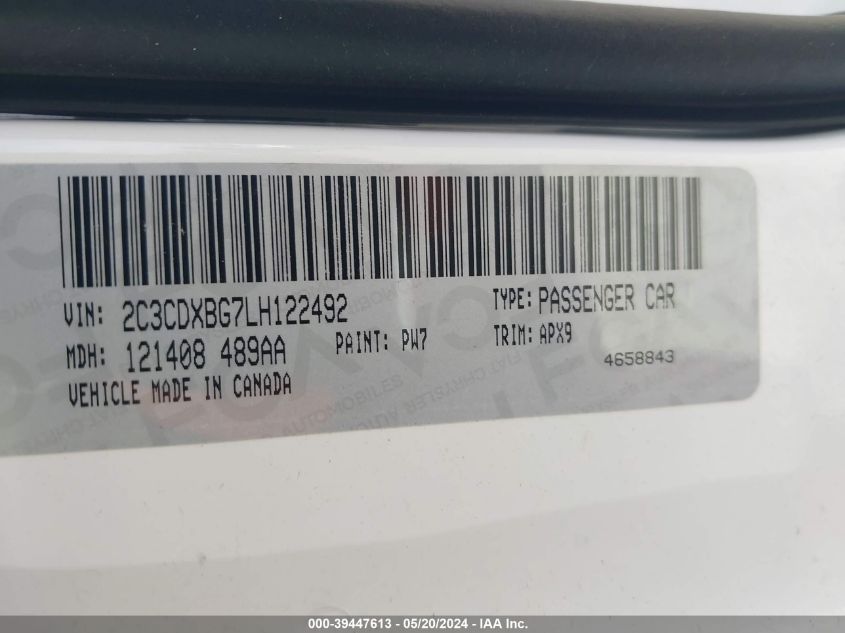 VIN: 2C3CDXBG7LH122492 TYPE: PASSENGER CAR
MDH: 121408 489AA PAINT: PW7 TRIM: APX9
4658843
VEHICLE MADE IN CANADA
000-39447613 - 05/20/2024 - IAA Inc.